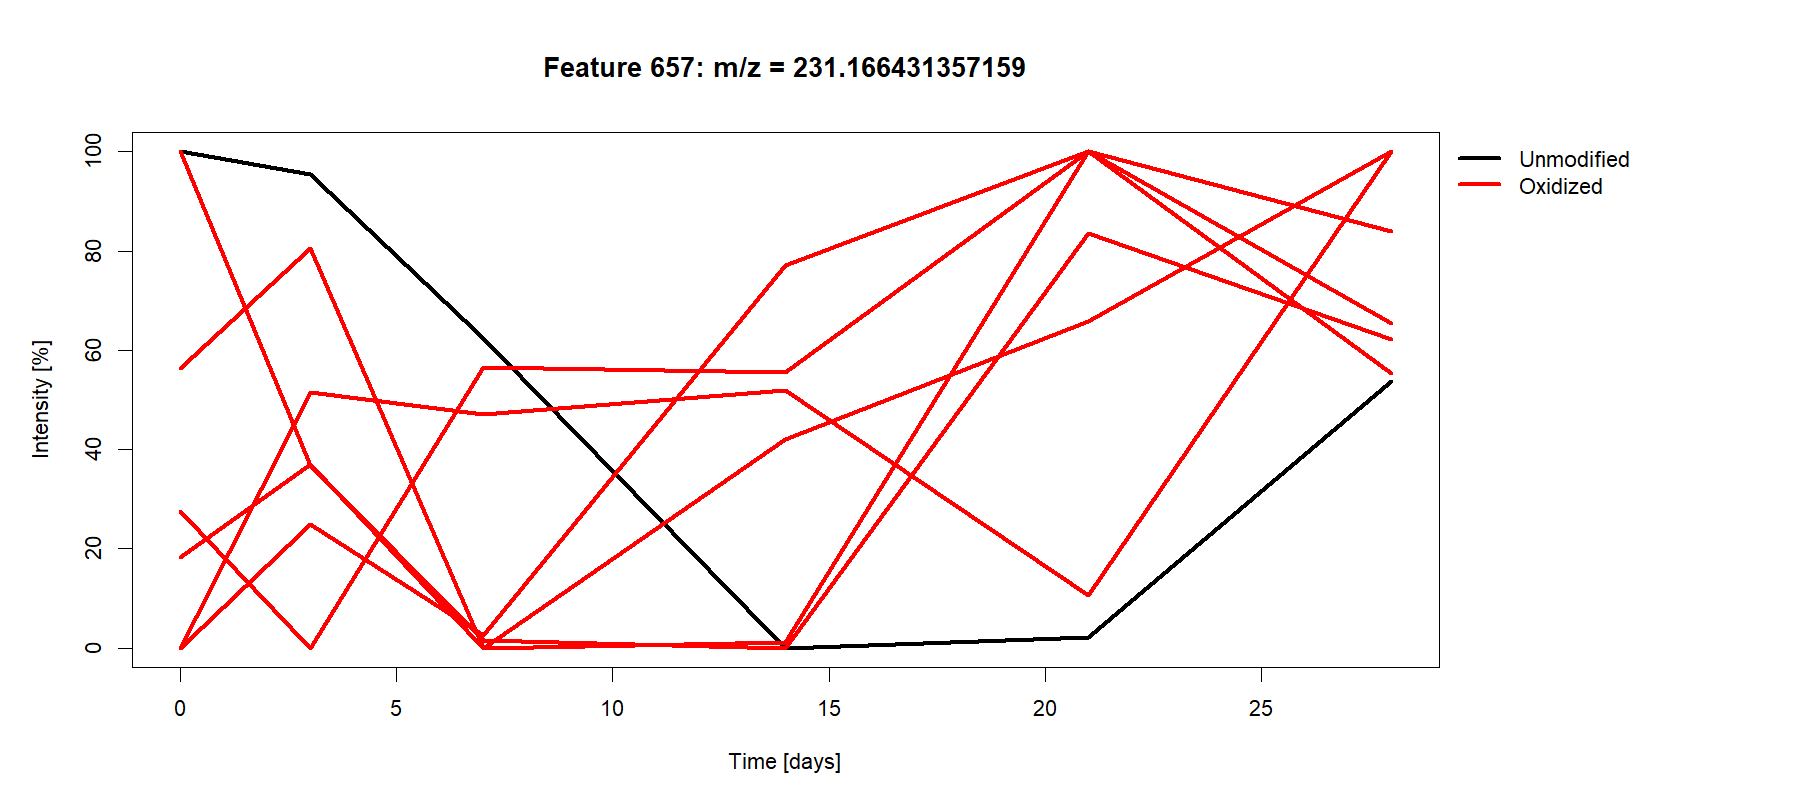 Feature 657: m/z = 231.166431357159
100
80
60
40
20
0
Intensity [%]
Unmodified
Oxidized
0 5 10 15 20 25
Time [days]